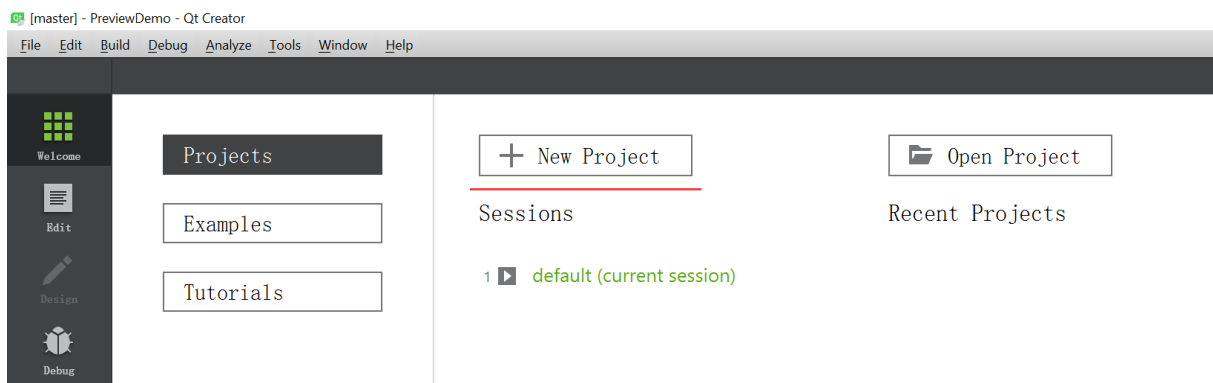 [master] - PreviewDemo - Qt Creator
File Edit Build Debug Analyze Tools Window Help
Welcome
Edit
Design
Debug
Projects
Examples
Tutorials
New Project
Sessions
1 default (current session)
Open Project
Recent Projects